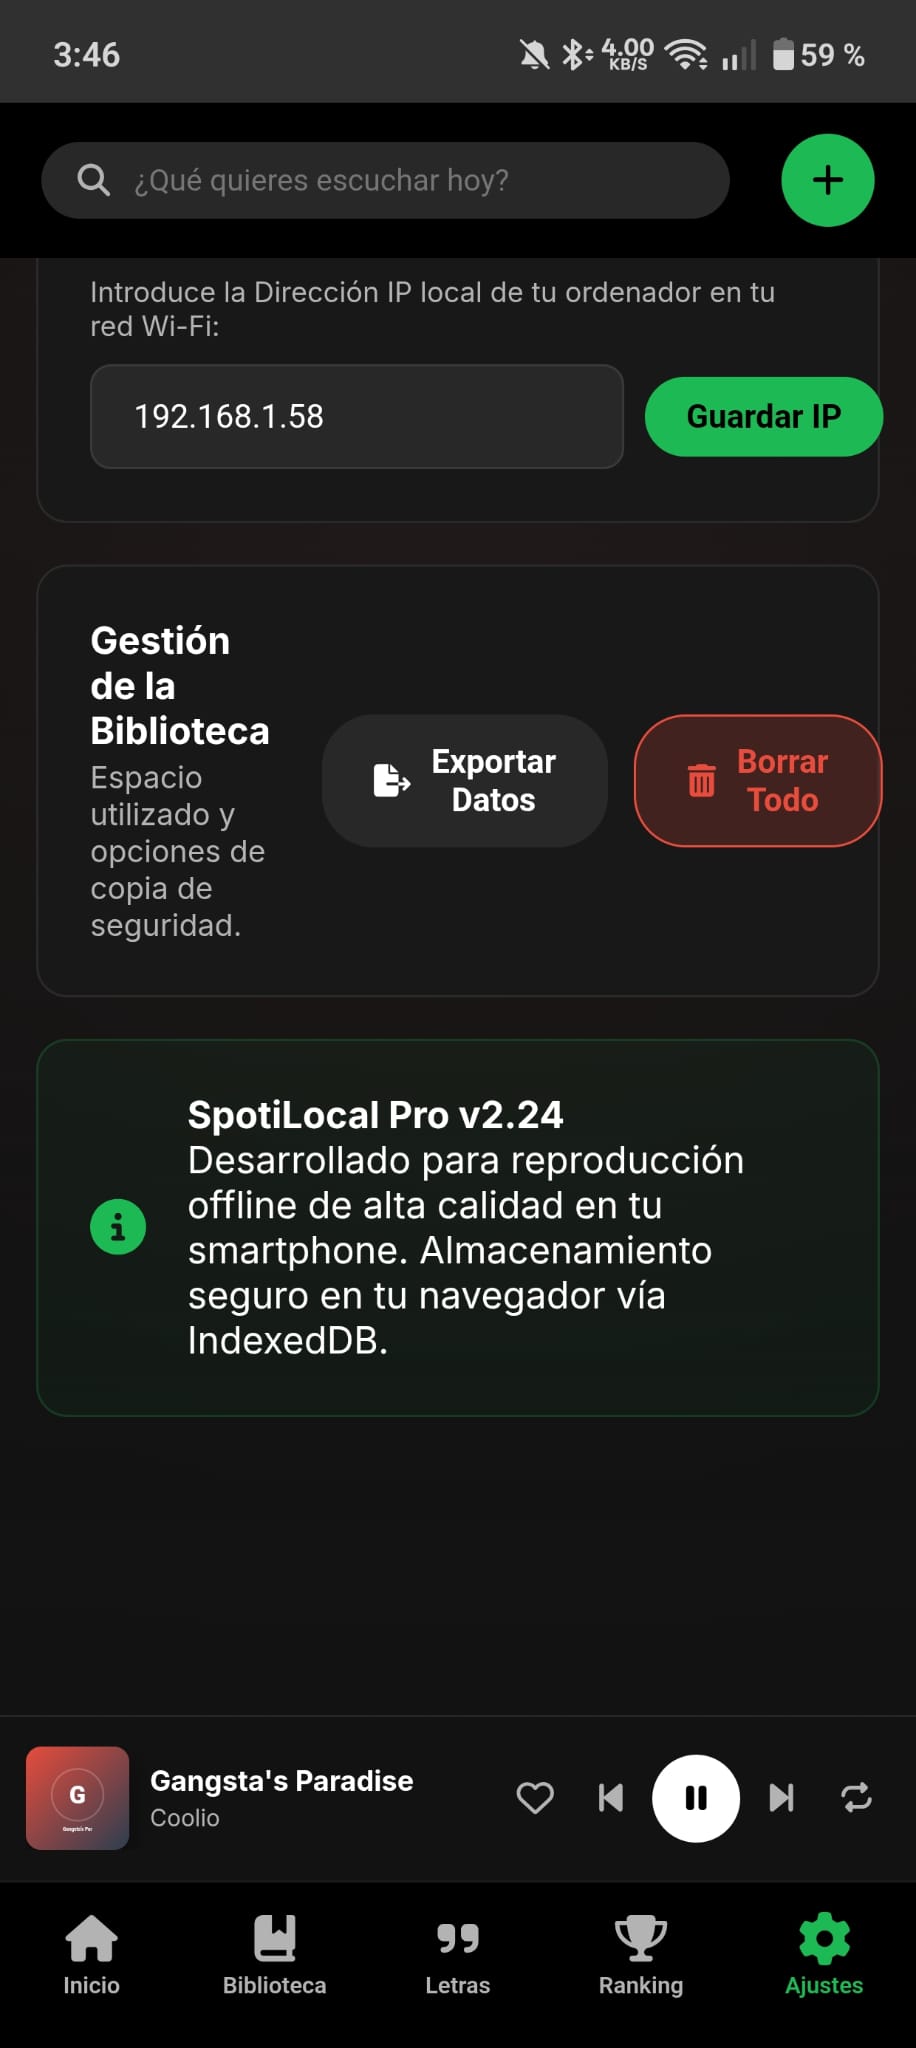 3:46
4.00
KB/S
59 %
¿Qué quieres escuchar hoy?
Introduce la Dirección IP local de tu ordenador en tu
red Wi-Fi:
192.168.1.58
Guardar IP
Gestión
de la
Biblioteca
Espacio
utilizado y
opciones de
copia de
seguridad.
Exportar
Datos
Borrar
Todo
SpotiLocal Pro v2.24
Desarrollado para reproducción
offline de alta calidad en tu
smartphone. Almacenamiento
seguro en tu navegador vía
IndexedDB.
G
Gangsta's Par
Gangsta's Paradise
Coolio
Inicio
Biblioteca
Letras
Ranking
Ajustes